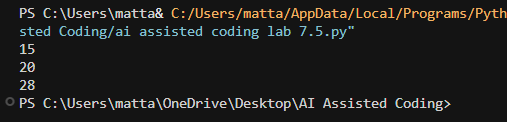 PS C:\Users\matta& C:/Users/matta/AppData/Local/Programs/Pyth
sted Coding/ai assisted coding lab 7.5.py"
15
20
28
PS C:\Users\matta\OneDrive\Desktop\AI Assisted Coding>